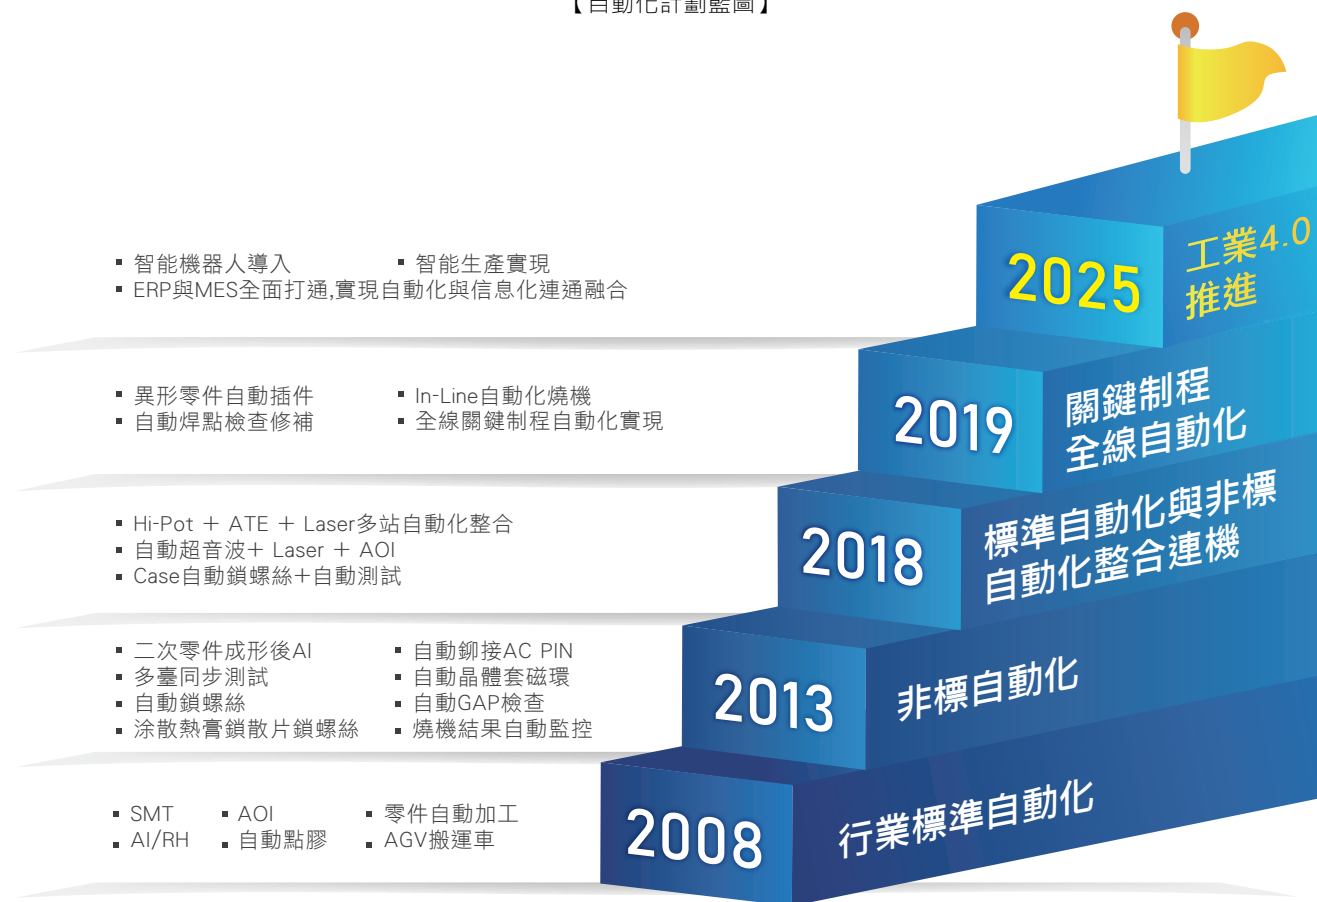 【自動化計劃藍圖】
智能機器人導入
智能生產實現
ERP與MES全面打通,實現自動化與信息化連通融合
2025
工業4.0
推進
異形零件自動插件
In-Line自動化燒機
自動焊點檢查修補
全線關鍵制程自動化實現
2019
關鍵制程
全線自動化
Hi-Pot + ATE + Laser多站自動化整合
自動超音波+ Laser + AOI
Case自動鎖螺絲+自動測試
2018
標準自動化與非標
自動化整合連機
二次零件成形後AI
自動鉚接AC PIN
多臺同步測試
自動晶體套磁環
自動鎖螺絲
自動GAP檢查
涂散熱膏鎖散片鎖螺絲
燒機結果自動監控
2013
非標自動化
SMT
AOI
零件自動加工
AI/RH
自動點膠
AGV搬運車
2008
行業標準自動化